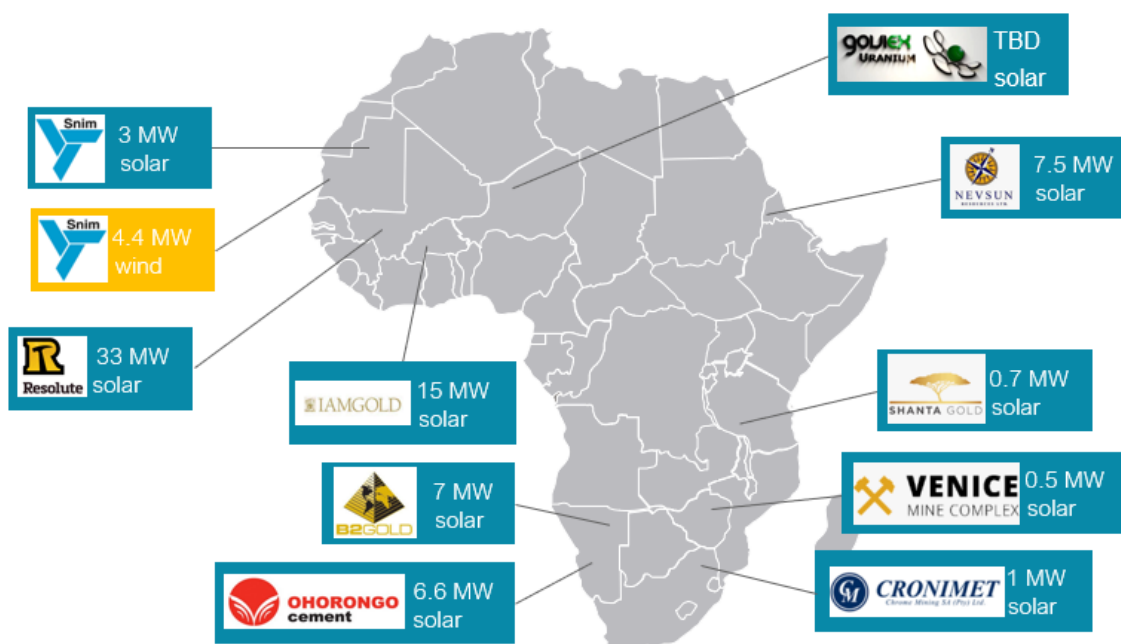 goviex
URANIUM
TBD
solar
Snim
3 MW
solar
NEVSUN
RESOURCES LTD.
7.5 MW
solar
Snim
4.4 MW
wind
R
Resolute
33 MW
solar
IAMGOLD
15 MW
solar
SHANTA GOLD
0.7 MW
solar
B2GOLD
7 MW
solar
VENICE
MINE COMPLEX
0.5 MW
solar
OHORONGO
cement
6.6 MW
solar
CM
CRONIMET
Chrome Mining SA (Pty) Ltd.
1 MW
solar